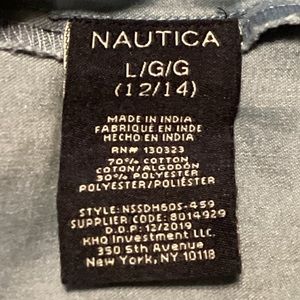 NAUTICA
L/G/G
(12/14)
MADE IN INDIA
FABRIQUÉ EN INDE
HECHO EN INDIA
RN# 130323
70% COTTON
COTON/ALGODÓN
30% POLYESTER
POLYESTER/POLIÉSTER
STYLE: NSSDH60S-459
SUPPLIER CODE: 8014929
D.O.P: 12/2019
KHQ Investment LLC.
350 5th Avenue
New York, NY 10118